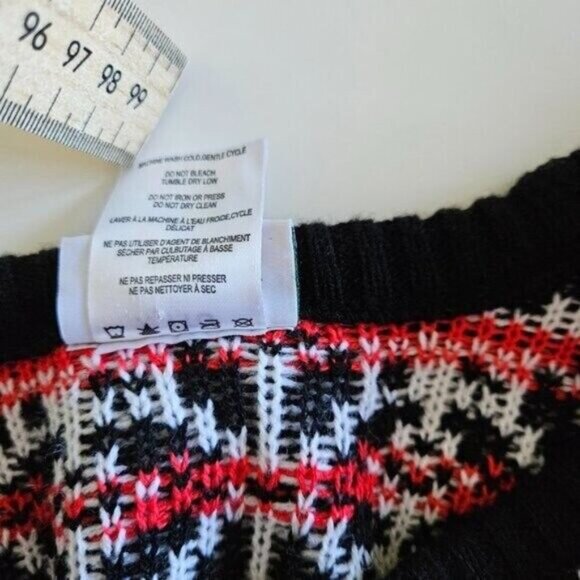 96 97 98 99
MACHINE WASH COLD,GENTLE CYCLE
DO NOT BLEACH
TUMBLE DRY LOW
DO NOT IRON OR PRESS
DO NOT DRY CLEAN
LAVER À LA MACHINE À L'EAU FROIDE,CYCLE
DÉLICAT
NE PAS UTILISER D'AGENT DE BLANCHIMENT
SÉCHER PAR CULBUTAGE À BASSE
TEMPÉRATURE
NE PAS REPASSER NI PRESSER
NE PAS NETTOYER À SEC